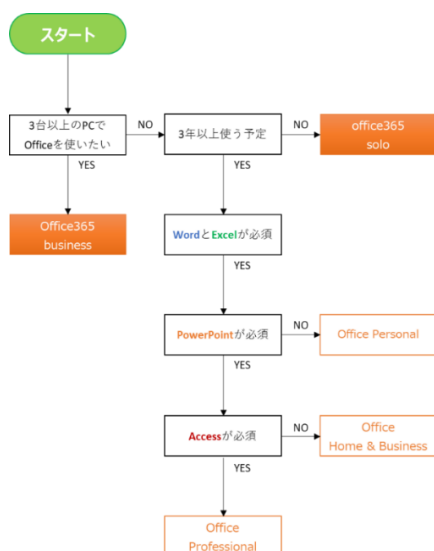 スタート
3台以上のPCで
Officeを使いたい
NO
3年以上使う予定
NO
office365
solo
YES
YES
Office365
business
WordとExcelが必須
YES
PowerPointが必須
NO
Office Personal
YES
Accessが必須
NO
Office
Home & Business
YES
Office
Professional